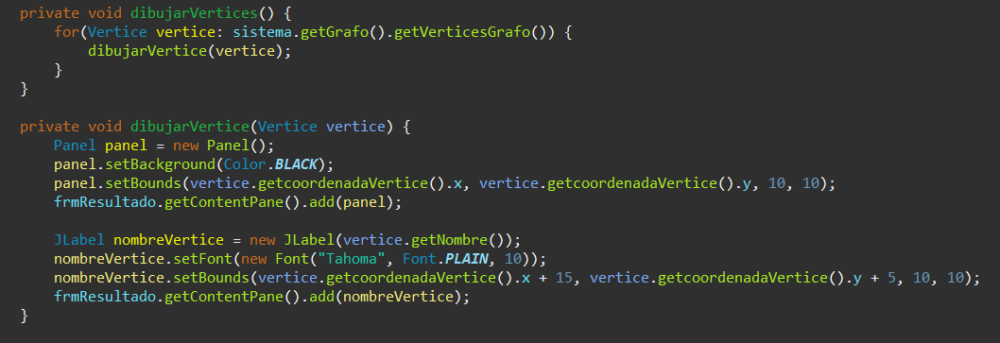 private void dibujarVertices() {
    for(Vertice vertice: sistema.getGrafo().getVerticesGrafo()) {
        dibujarVertice(vertice);
    }
}

private void dibujarVertice(Vertice vertice) {
    Panel panel = new Panel();
    panel.setBackground(Color.BLACK);
    panel.setBounds(vertice.getcoordenadaVertice().x, vertice.getcoordenadaVertice().y, 10, 10);
    frmResultado.getContentPane().add(panel);

    JLabel nombreVertice = new JLabel(vertice.getNombre());
    nombreVertice.setFont(new Font("Tahoma", Font.PLAIN, 10));
    nombreVertice.setBounds(vertice.getcoordenadaVertice().x + 15, vertice.getcoordenadaVertice().y + 5, 10, 10);
    frmResultado.getContentPane().add(nombreVertice);
}